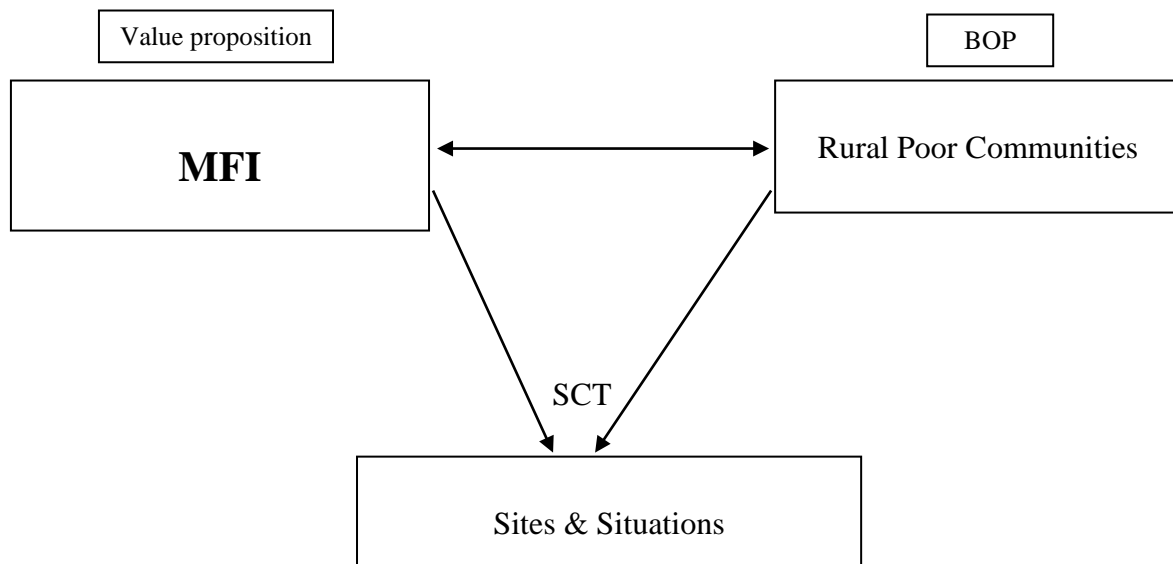 Value proposition
BOP
MFI
Rural Poor Communities
SCT
Sites & Situations